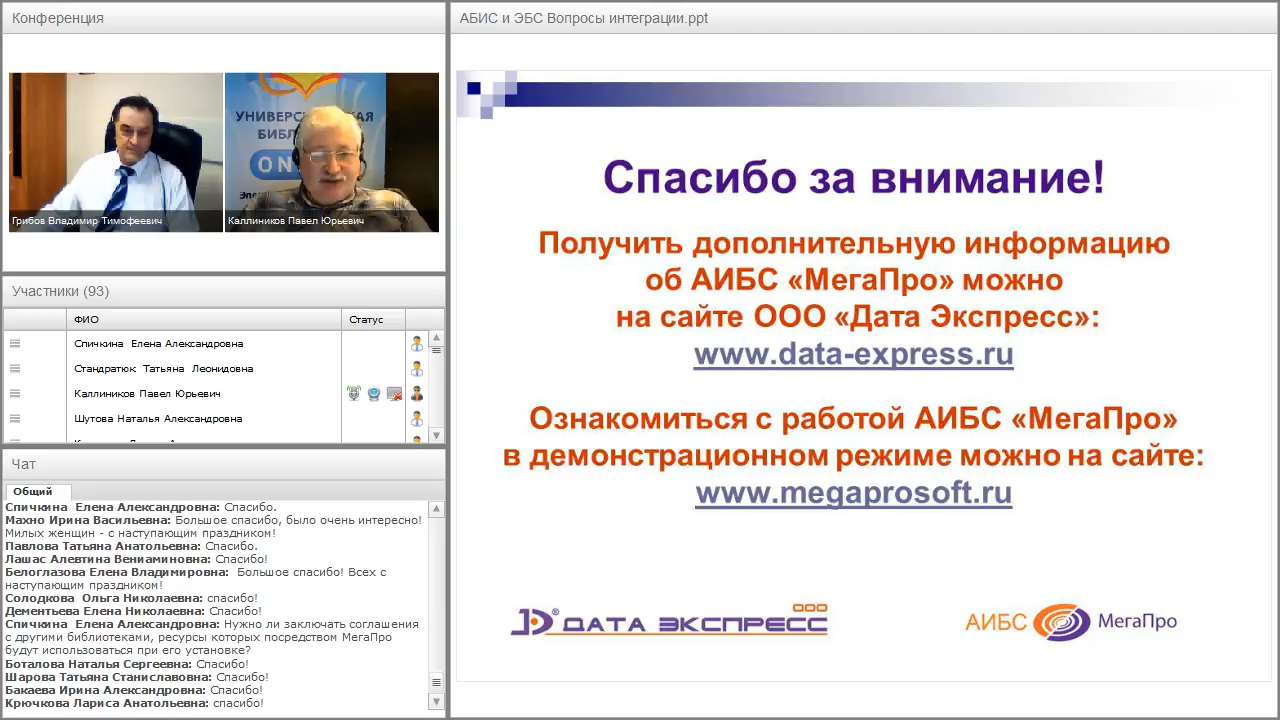 Конференция
УНИВЕРС
КАЯ
БИБЛ
ON
Грибов Владимир Тимофеевич
Каллиников Павел Юрьевич
Участники (93)
ФИО Статус
Спичкина Елена Александровна
Стандратюк Татьяна Леонидовна
Каллиников Павел Юрьевич
Шутова Наталья Александровна
Чат
Общий
Спичкина Елена Александровна: Спасибо.
Махно Ирина Васильевна: Большое спасибо, было очень интересно!
Милых женщин - с наступающим праздником!
Павлова Татьяна Анатольевна: Спасибо.
Лашас Алевтина Вениаминовна: Спасибо!
Белоглазова Елена Владимировна: Большое спасибо! Всех с
наступающим праздником!
Солодкова Ольга Николаевна: спасибо!
Дементьева Елена Николаевна: Спасибо!
Спичкина Елена Александровна: Нужно ли заключать соглашения
с другими библиотеками, ресурсы которых посредством МегаПро
будут использоваться при его установке?
Боталова Наталья Сергеевна: Спасибо!
Шарова Татьяна Станиславовна: Спасибо!
Бакаева Ирина Александровна: Спасибо!
Крючкова Лариса Анатольевна: спасибо!
АБИС и ЭБС Вопросы интеграции.ppt
Спасибо за внимание!
Получить дополнительную информацию
об АИБС «МегаПро» можно
на сайте ООО «Дата Экспресс»:
www.data-express.ru
Ознакомиться с работой АИБС «МегаПро»
в демонстрационном режиме можно на сайте:
www.megaprosoft.ru
ООО
ДАТА ЭКСПРЕСС
АИБС МегаПро